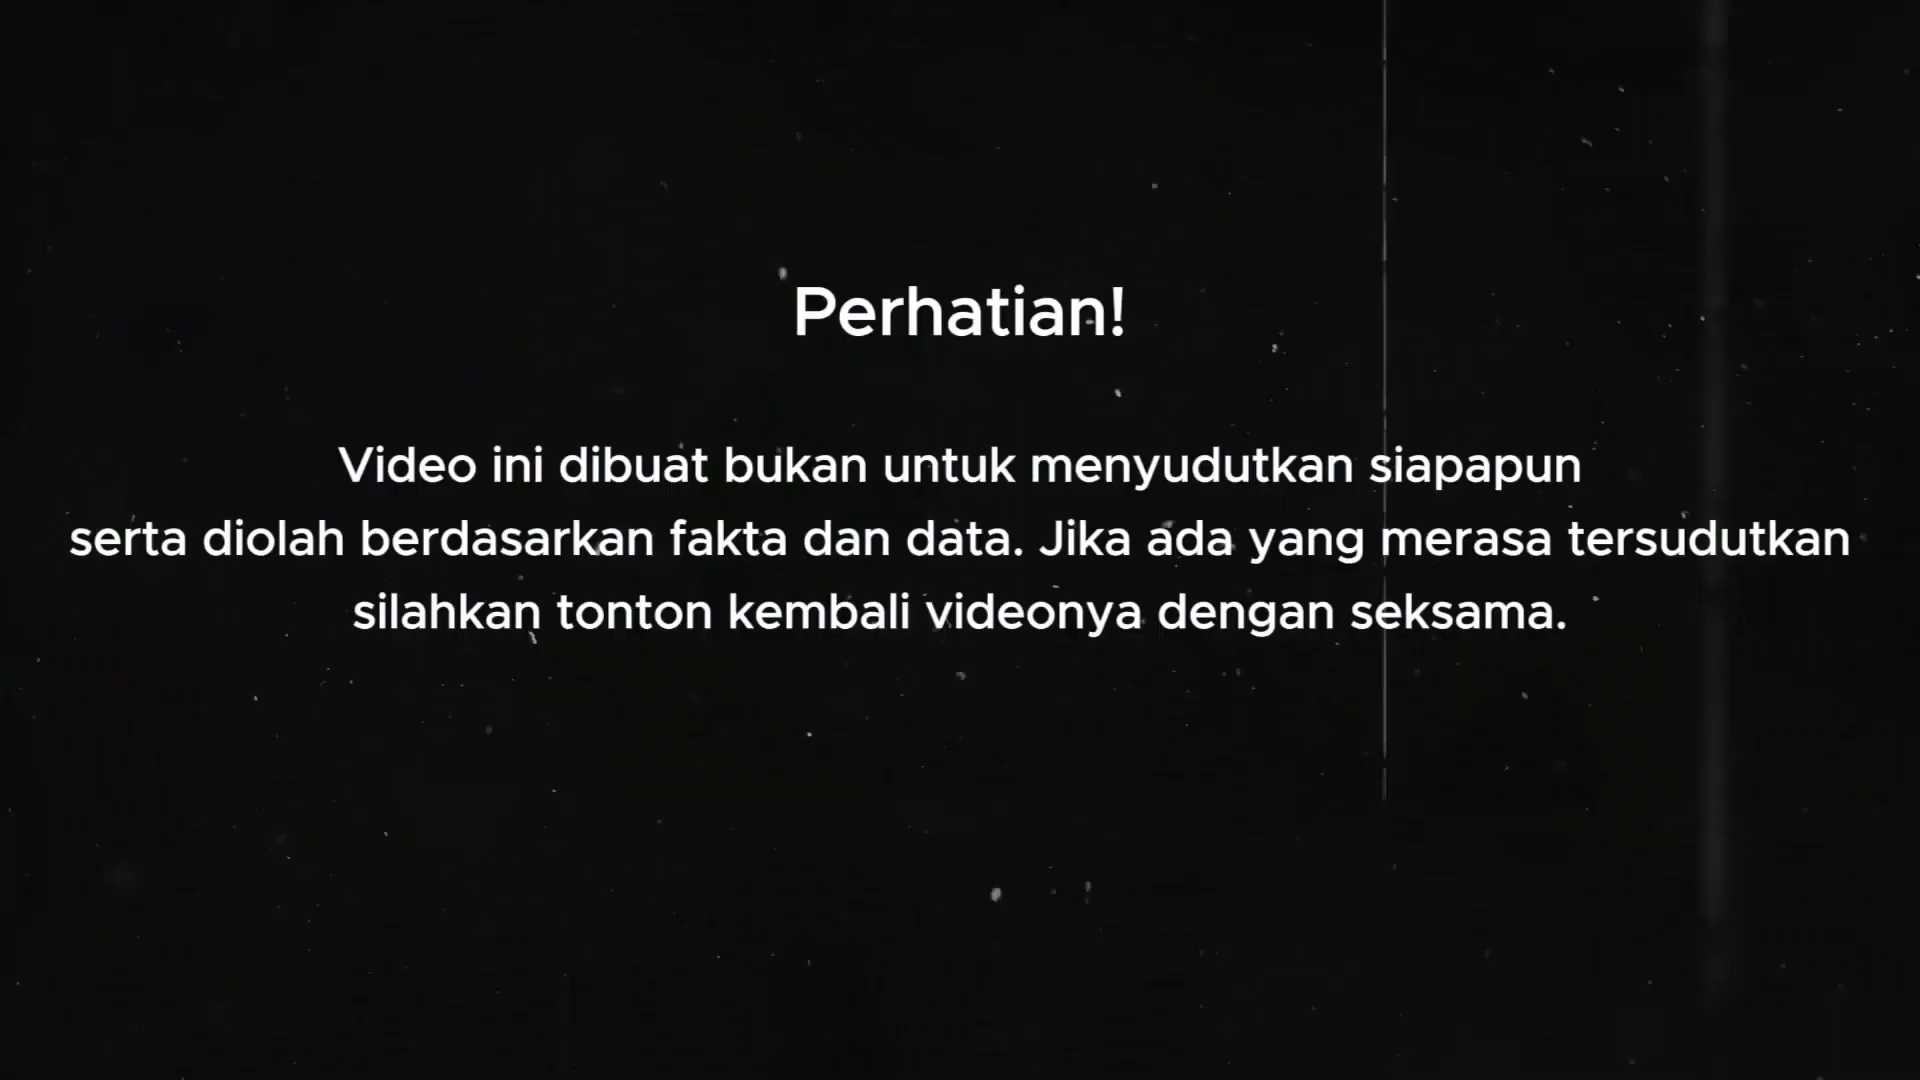 Perhatian!
Video ini dibuat bukan untuk menyudutkan siapapun
serta diolah berdasarkan fakta dan data. Jika ada yang merasa tersudutkan
silahkan tonton kembali videonya dengan seksama.